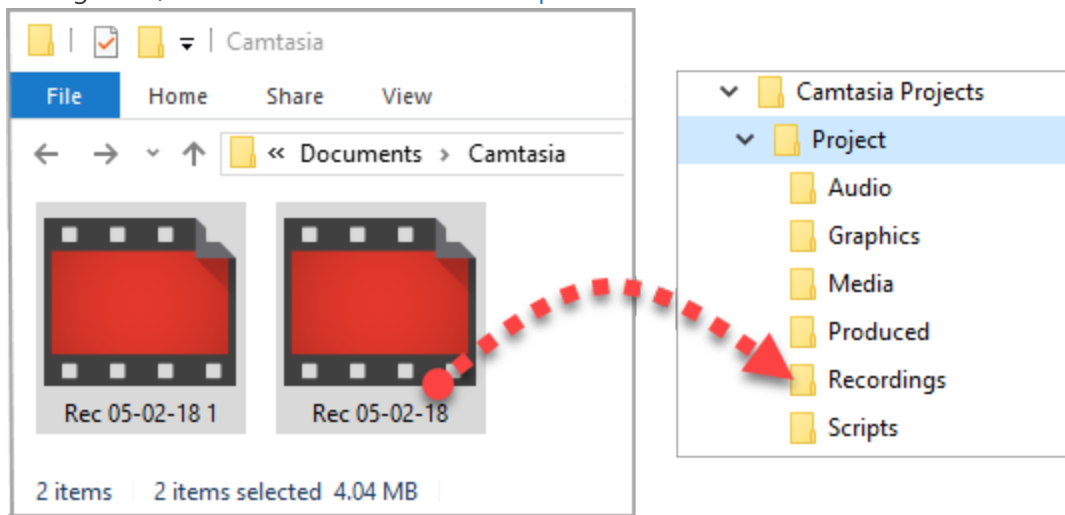 Camtasia
File Home Share View
« Documents > Camtasia
Rec 05-02-18 1 Rec 05-02-18
2 items 2 items selected 4.04 MB
Camtasia Projects
Project
Audio
Graphics
Media
Produced
Recordings
Scripts